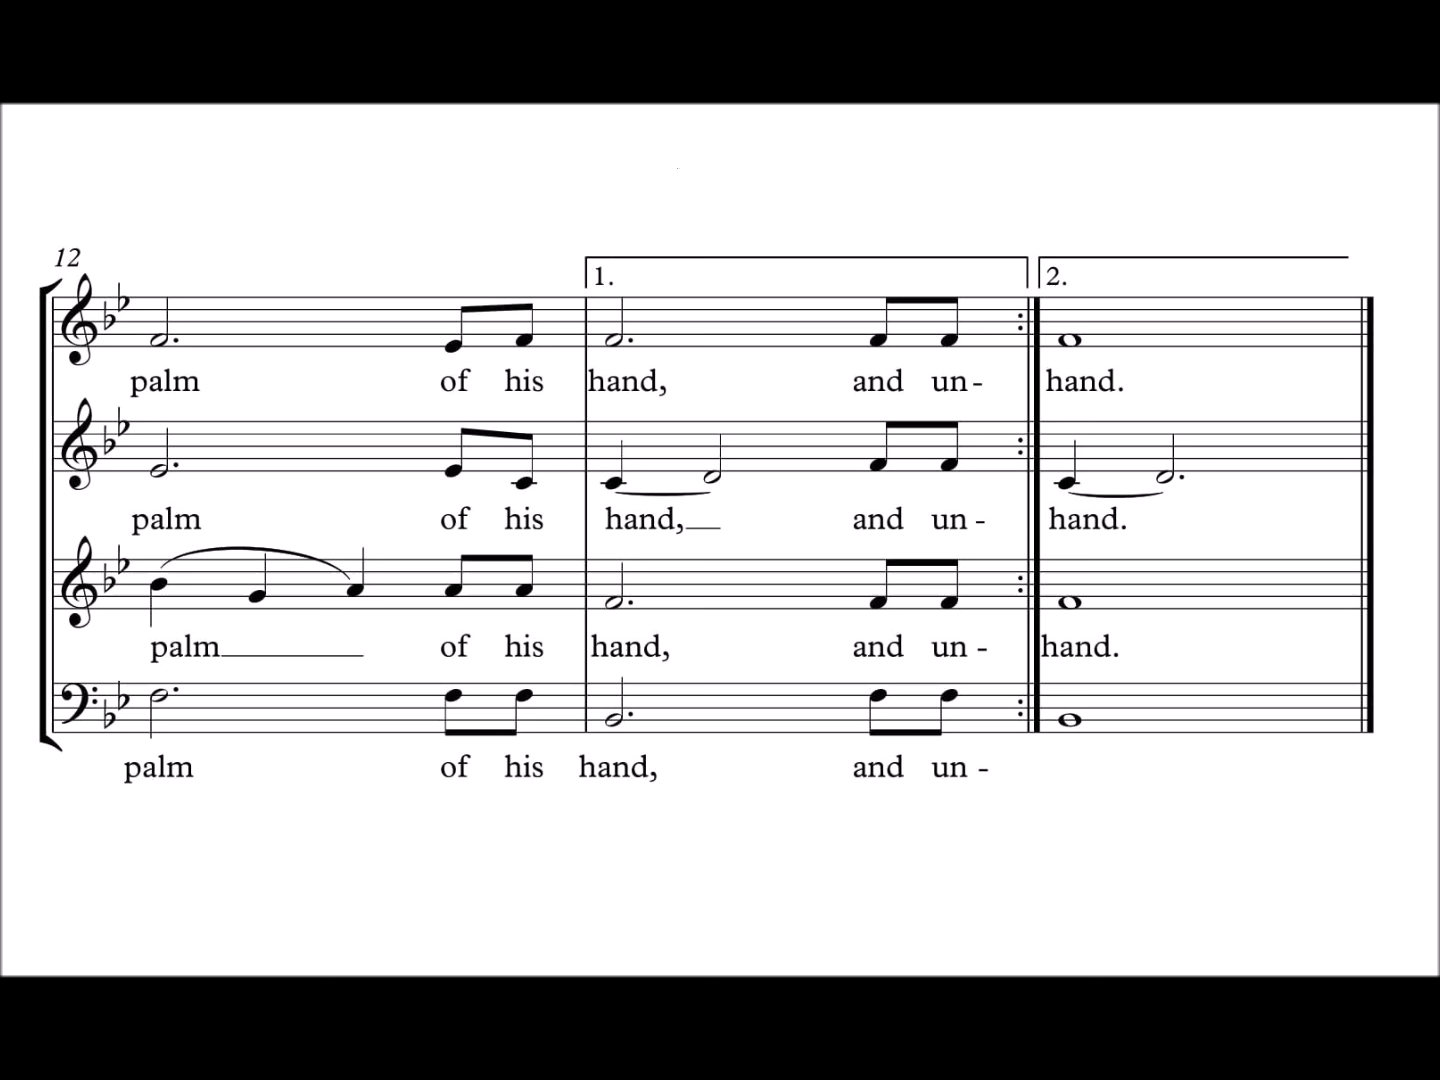 12
1. 2.
palm of his hand, and un- hand.
palm of his hand, and un - hand.
palm of his hand, and un - hand.
palm of his hand, and un -